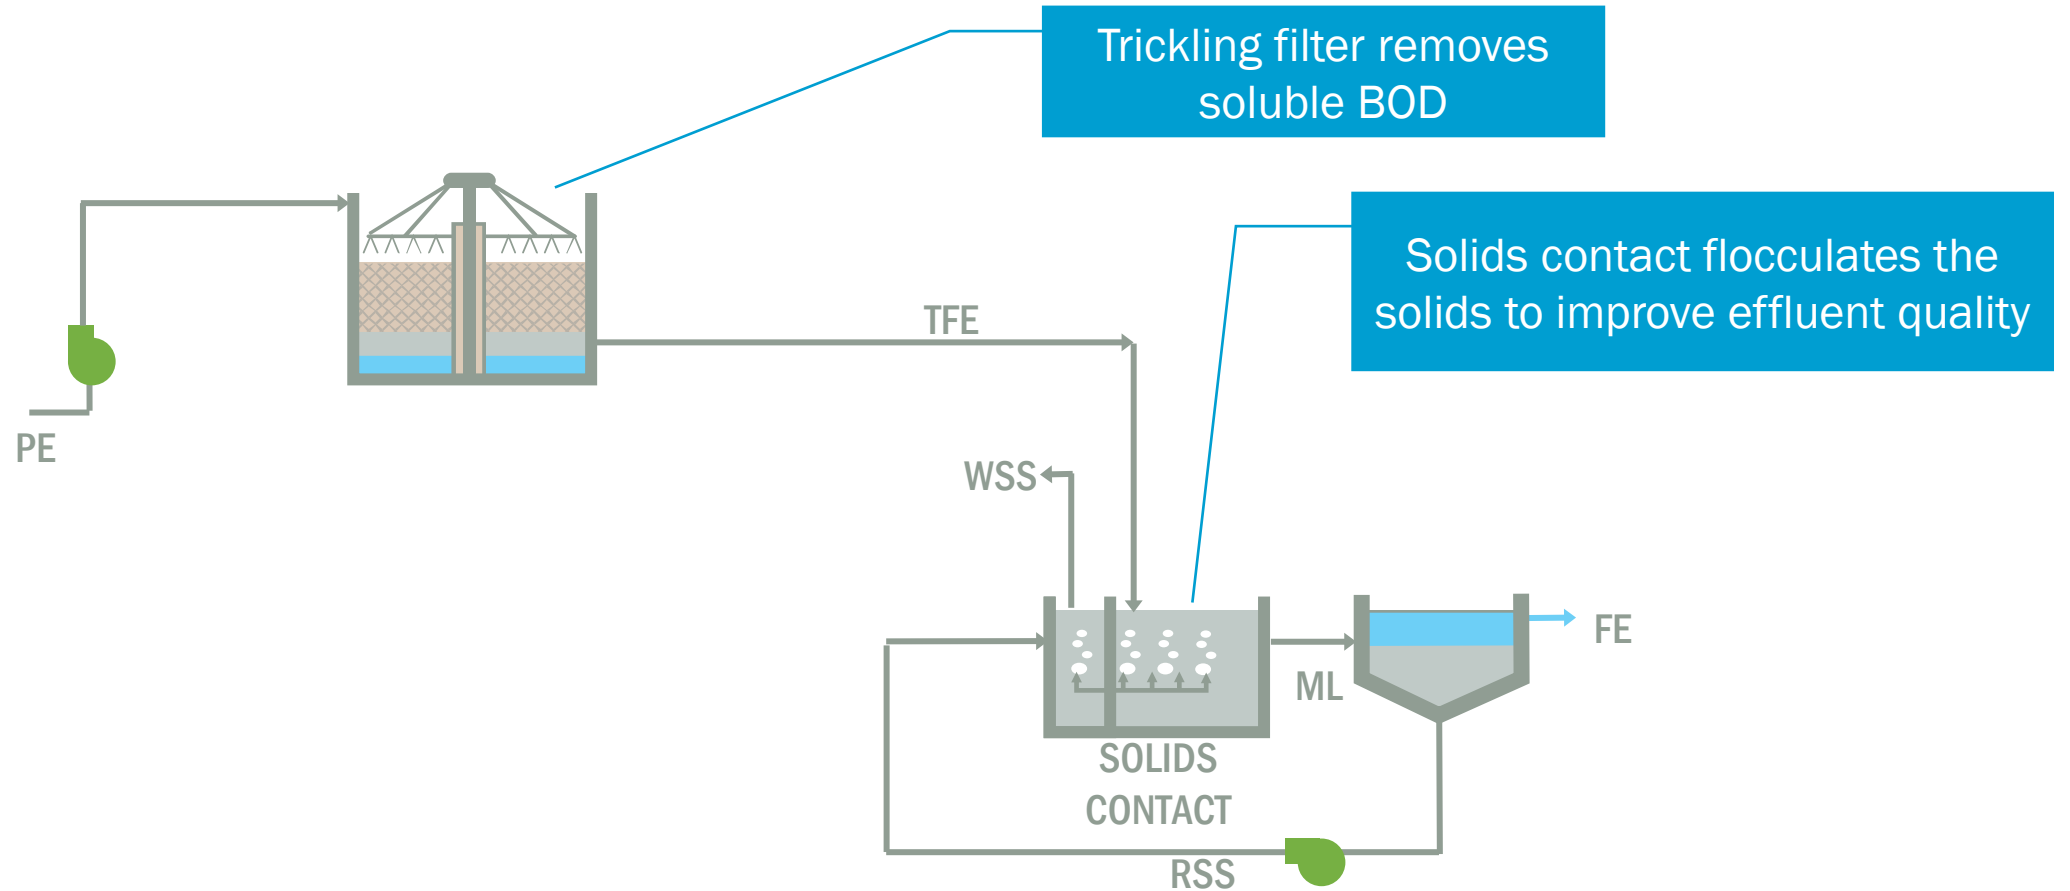 Trickling filter removes
soluble BOD
Solids contact flocculates the
solids to improve effluent quality
TFE
PE
WSS
FE
ML
SOLIDS
CONTACT
RSS